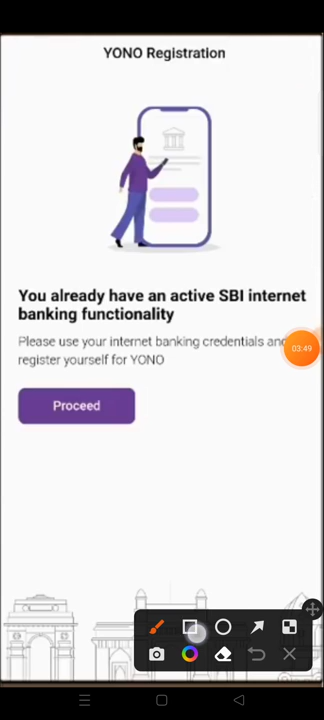 YONO Registration
You already have an active SBI internet
banking functionality
Please use your internet banking credentials and
register yourself for YONO
03:49
Proceed